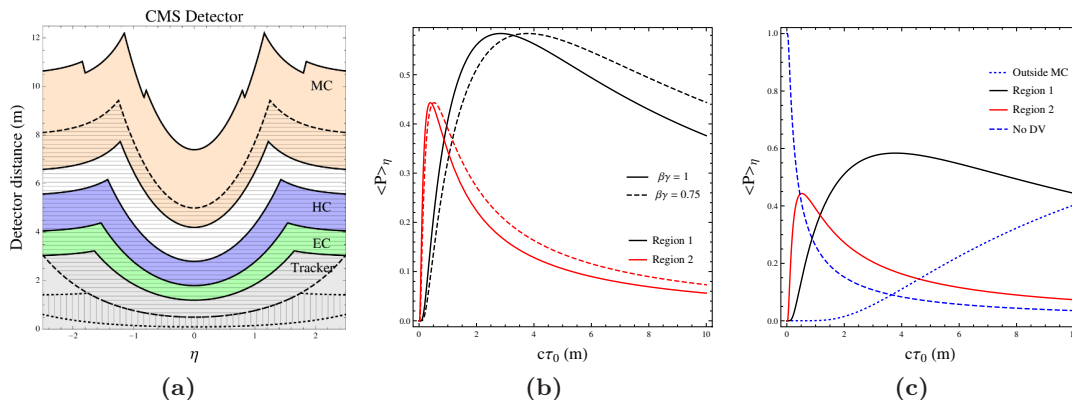 CMS Detector
Detector distance (m)
12
10
8
6
4
2
0
MC
HC
EC
Tracker
-2
-1
0
1
2
η
(a)
<P>η
0.5
0.4
0.3
0.2
0.1
0.0
βγ = 1
βγ = 0.75
Region 1
Region 2
0
2
4
6
8
10
cτ0 (m)
(b)
<P>η
1.0
0.8
0.6
0.4
0.2
0.0
Outside MC
Region 1
Region 2
No DV
0
2
4
6
8
10
cτ0 (m)
(c)